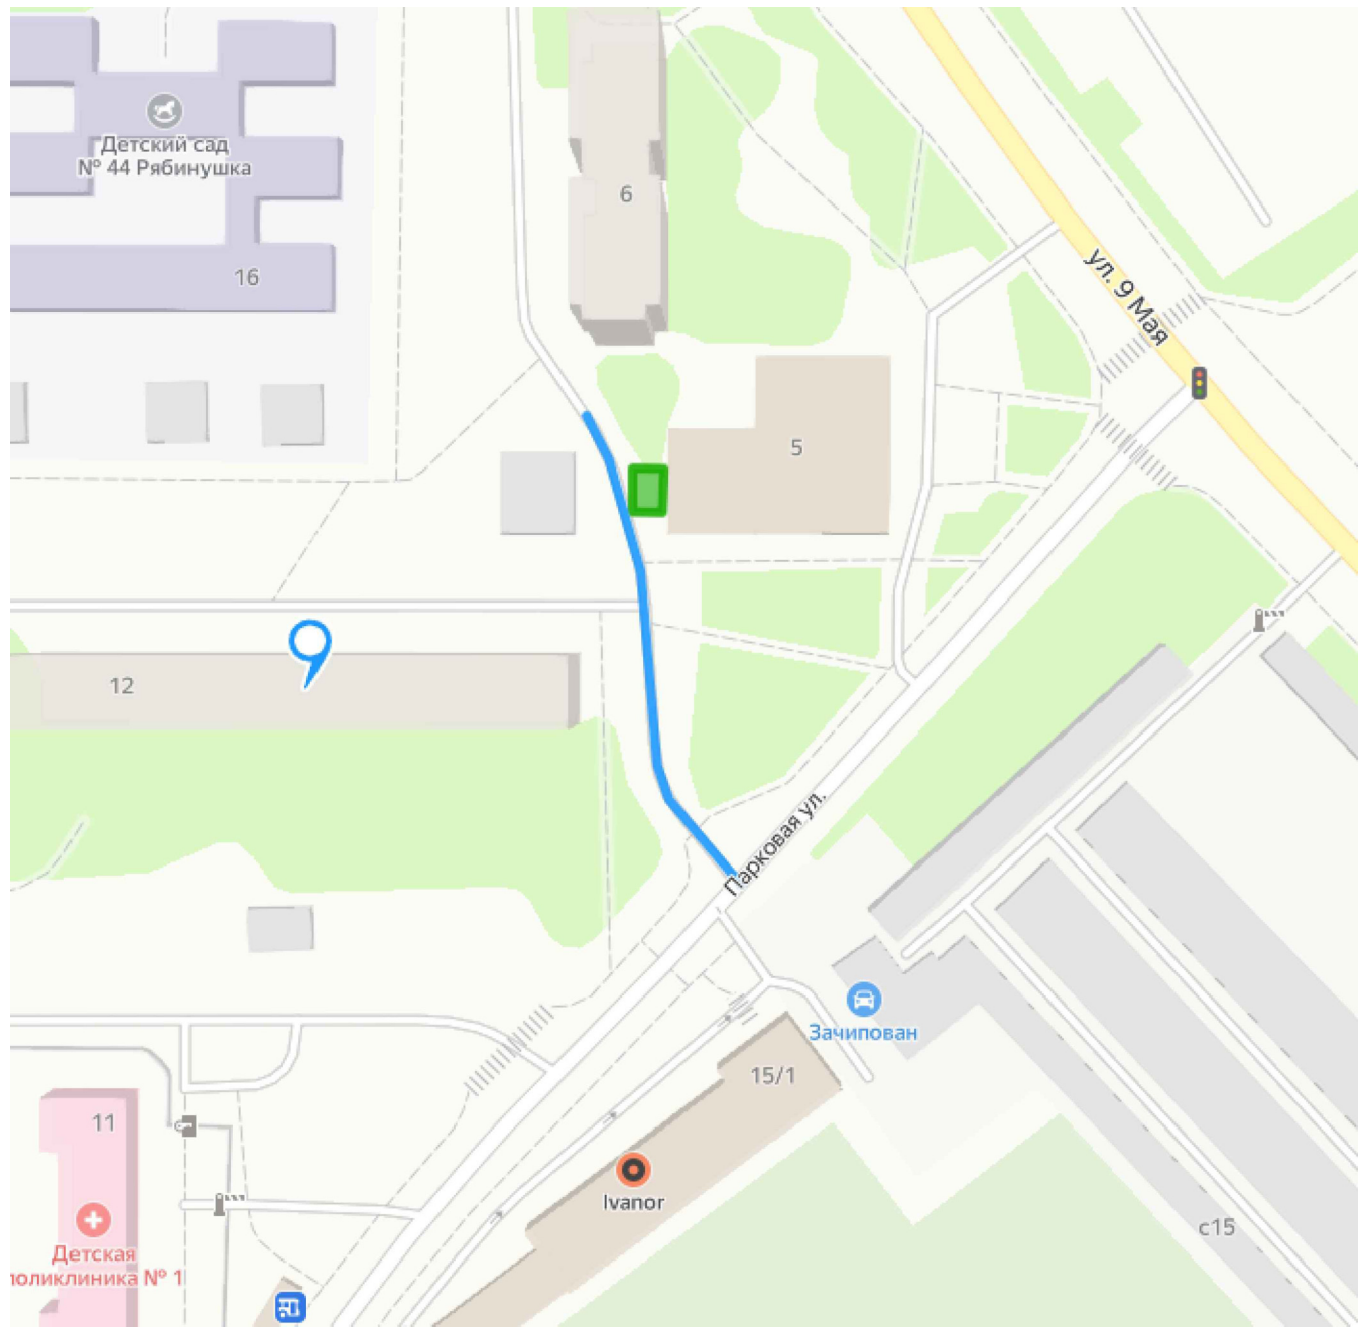 Детский сад
№ 44 Рябинушка
16
6
ул. 9 Мая
5
12
Парковая ул.
Зачипован
15/1
11
Ivanor
Детская
поликлиника № 1
с15